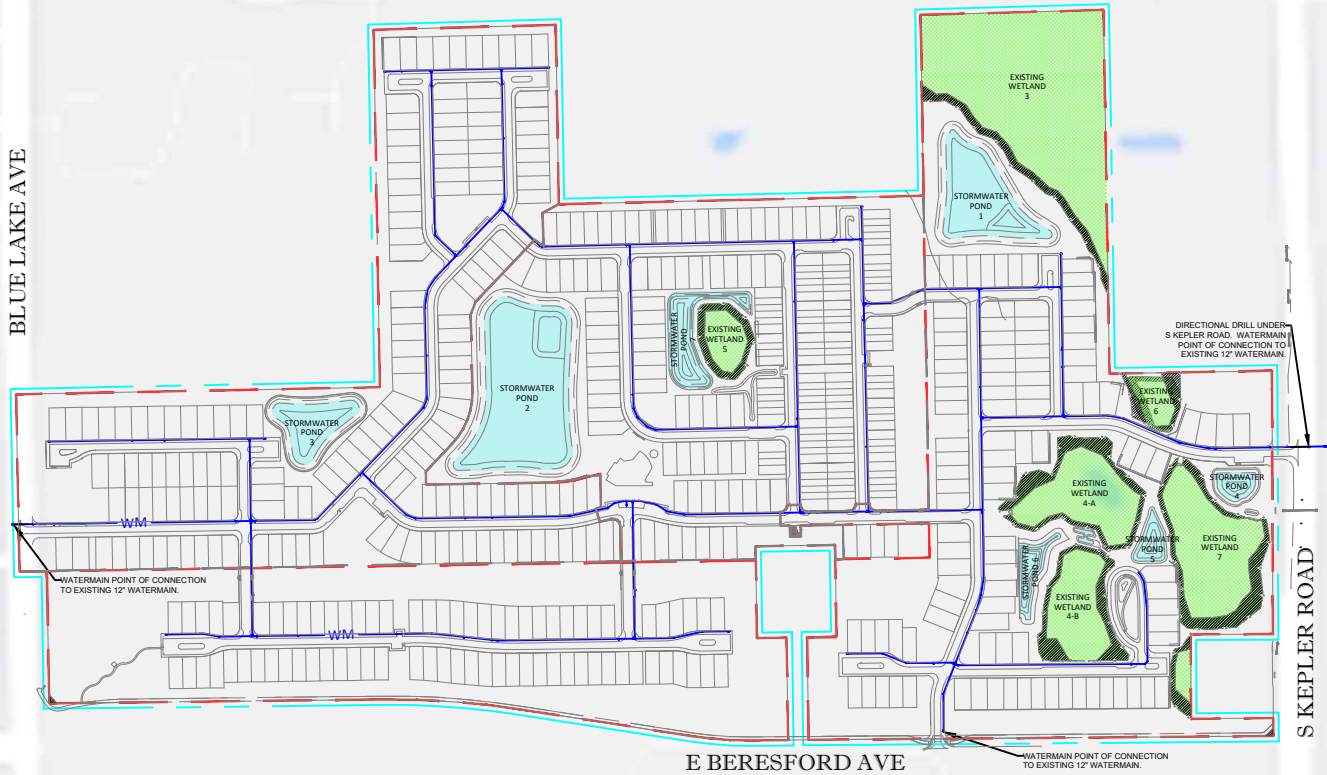 EXISTING
WETLAND
3
STORMWATER
POND
1
BLUE LAKE AVE
DIRECTIONAL DRILL UNDER
S KEPLER ROAD. WATERMAIN
POINT OF CONNECTION TO
EXISTING 12" WATERMAIN.
STORMWATER
POND
7
EXISTING
WETLAND
5
STORMWATER
POND
2
EXISTING
WETLAND
6
STORMWATER
POND
3
STORMWATER
POND
4
EXISTING
WETLAND
4-A
WM
STORMWATER
POND
5
EXISTING
WETLAND
7
STORMWATER
POND 6
WATERMAIN POINT OF CONNECTION
TO EXISTING 12" WATERMAIN.
EXISTING
WETLAND
4-B
WM
S KEPLER ROAD
E BERESFORD AVE
WATERMAIN POINT OF CONNECTION
TO EXISTING 12" WATERMAIN.